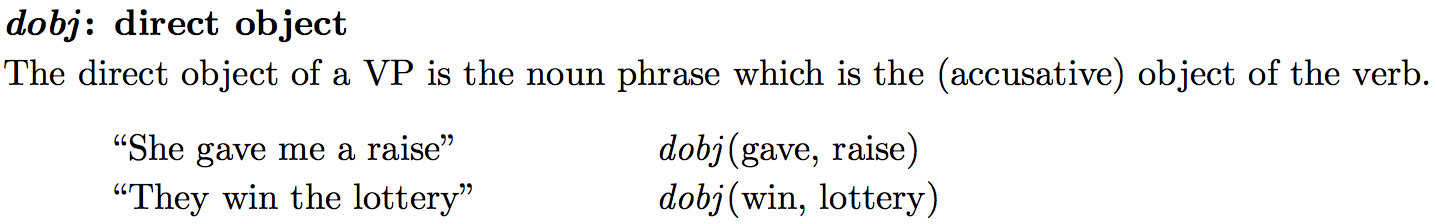 dobj: direct object
The direct object of a VP is the noun phrase which is the (accusative) object of the verb.
“She gave me a raise” dobj(gave, raise)
“They win the lottery” dobj(win, lottery)